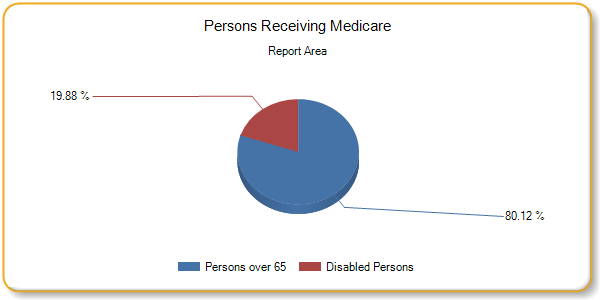 Persons Receiving Medicare
Report Area
19.88 %
80.12 %
Persons over 65
Disabled Persons